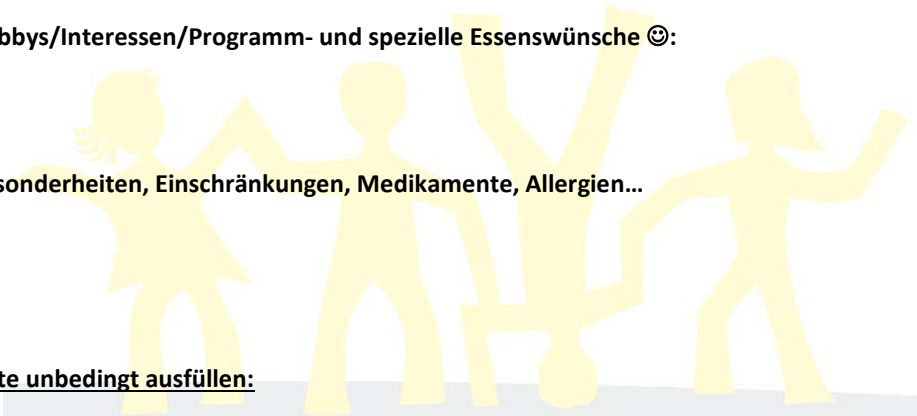 bbys/Interessen/Programm- und spezielle Essenswünsche ☺:
sonderheiten, Einschränkungen, Medikamente, Allergien…
te unbedingt ausfüllen: